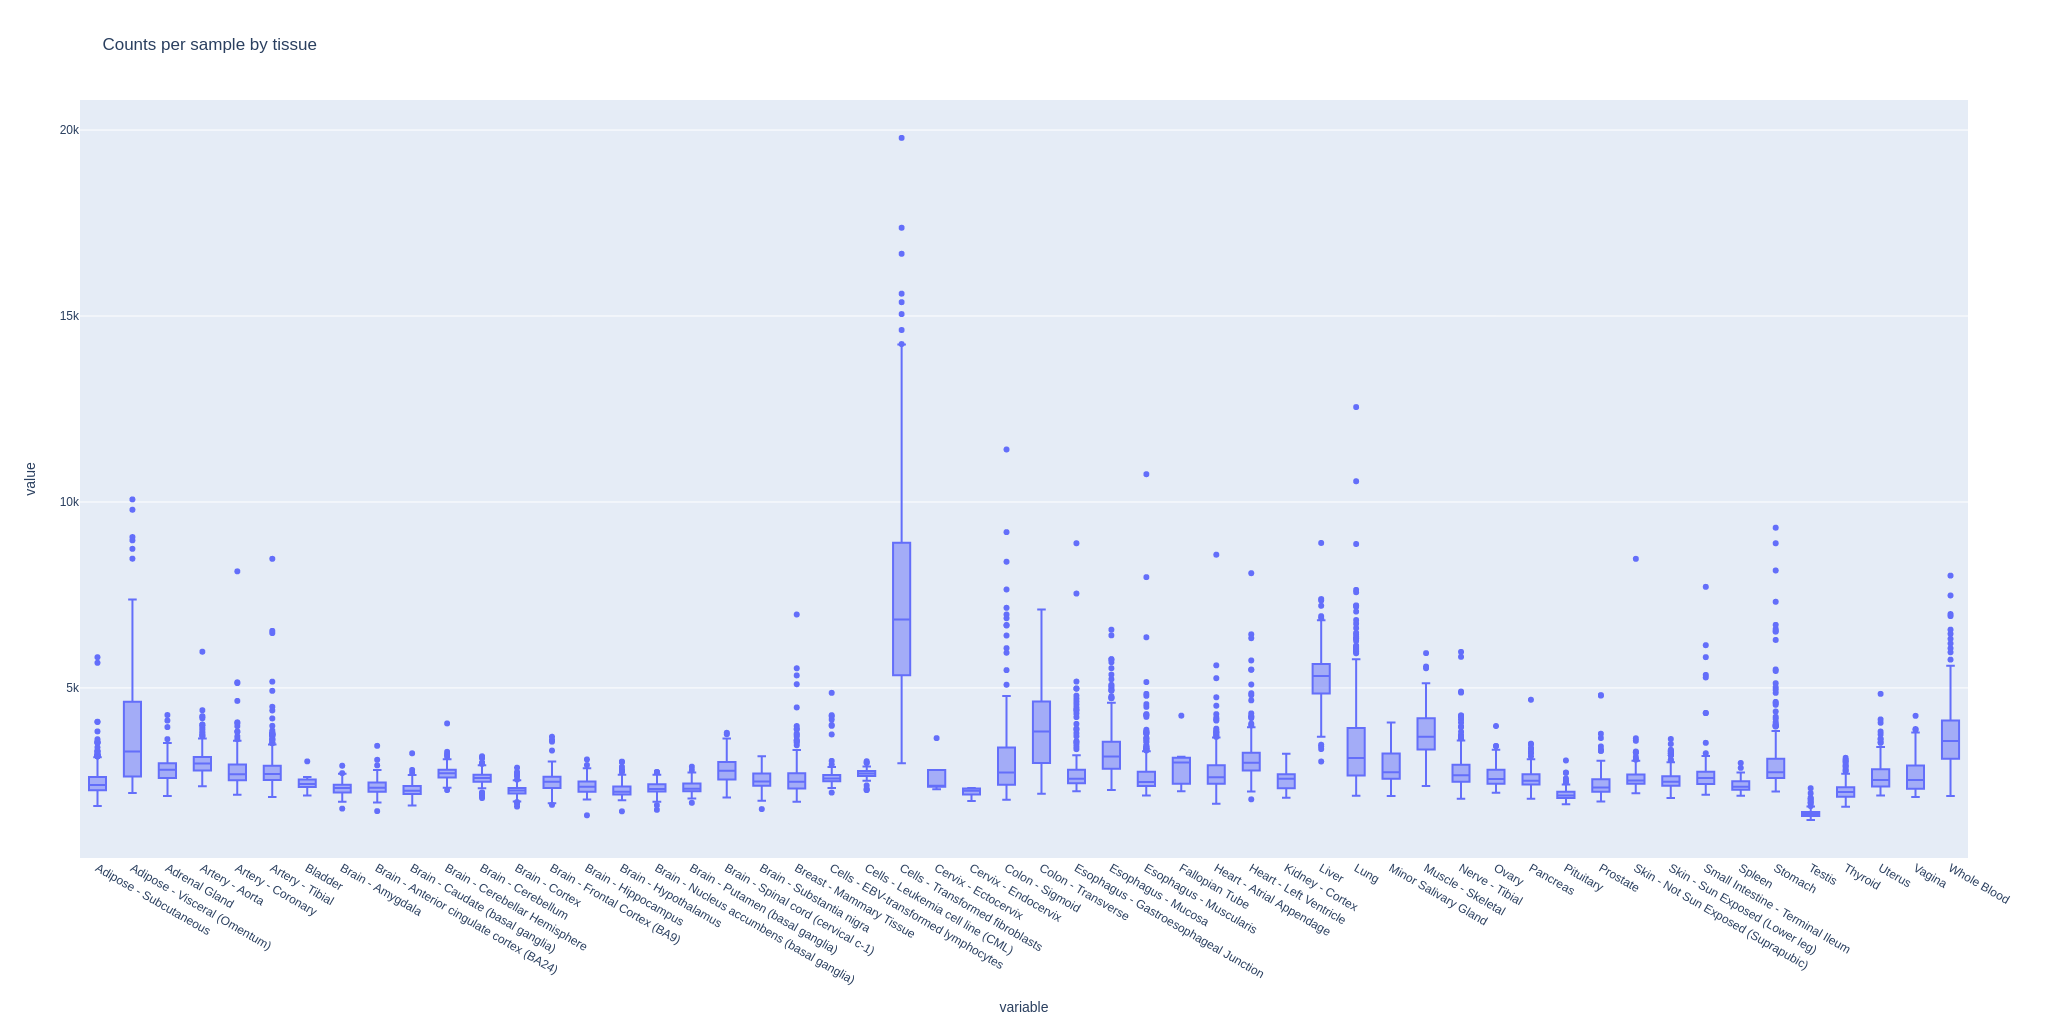 Counts per sample by tissue
20k
15k
10k
5k
value
Adipose - Subcutaneous
Adipose - Visceral (Omentum)
Adrenal Gland
Artery - Aorta
Artery - Coronary
Artery - Tibial
Bladder
Brain - Amygdala
Brain - Anterior cingulate cortex (BA24)
Brain - Caudate (basal ganglia)
Brain - Cerebellar Hemisphere
Brain - Cerebellum
Brain - Cortex
Brain - Frontal Cortex (BA9)
Brain - Hippocampus
Brain - Hypothalamus
Brain - Nucleus accumbens (basal ganglia)
Brain - Putamen (basal ganglia)
Brain - Spinal cord (cervical c-1)
Brain - Substantia nigra
Breast - Mammary Tissue
Cells - EBV-transformed lymphocytes
Cells - Leukemia cell line (CML)
Cells - Transformed fibroblasts
Cervix - Ectocervix
Cervix - Endocervix
Colon - Sigmoid
Colon - Transverse
Esophagus - Gastroesophageal Junction
Esophagus - Mucosa
Esophagus - Muscularis
Fallopian Tube
Heart - Atrial Appendage
Heart - Left Ventricle
Kidney - Cortex
Liver
Lung
Minor Salivary Gland
Muscle - Skeletal
Nerve - Tibial
Ovary
Pancreas
Pituitary
Prostate
Skin - Not Sun Exposed (Suprapubic)
Skin - Sun Exposed (Lower leg)
Small Intestine - Terminal Ileum
Spleen
Stomach
Testis
Thyroid
Uterus
Vagina
Whole Blood
variable